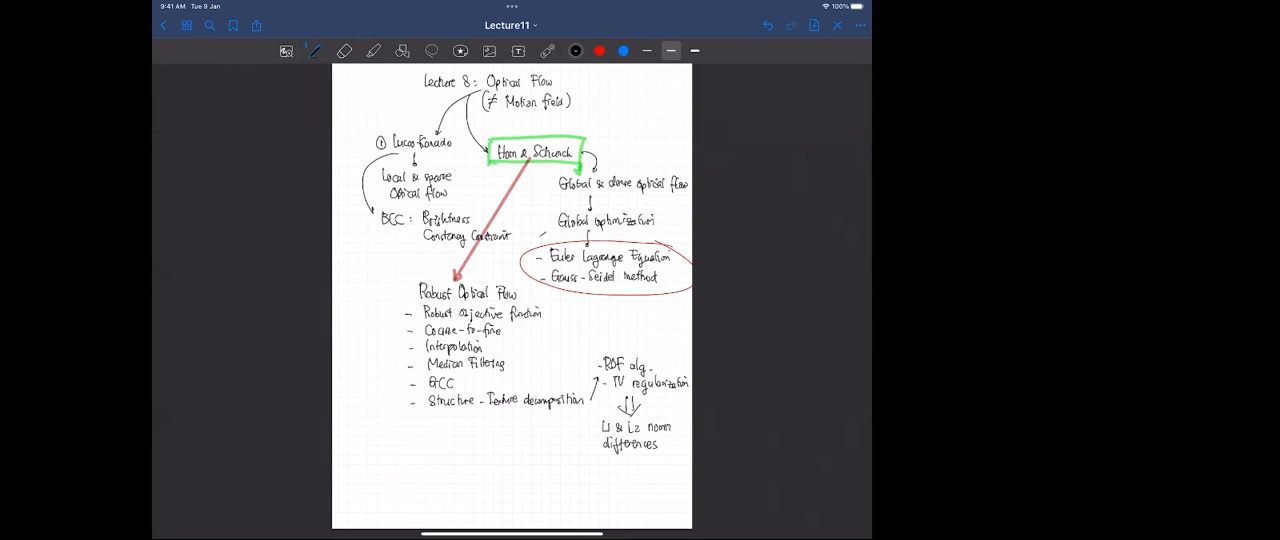 9:41 AM Tue 9 Jan
100%
Lecture11
Lecture 8: Optical Flow
(≠ Motion field)
① Lucas-Kanade
Horn & Schunck
Local & sparse
Optical flow
Global & dense optical flow
BCC: Brightness
Constancy Constraint
Global optimization
- Euler Lagrange Equation
- Gauss-Seidel method
Robust Optical Flow
- Robust objective function
- Coarse-to-fine
- Interpolation
- Median Filtering
- GCC
- Structure-Texture decomposition
- ROF alg.
- TV regularization
L1 & L2 norm
differences